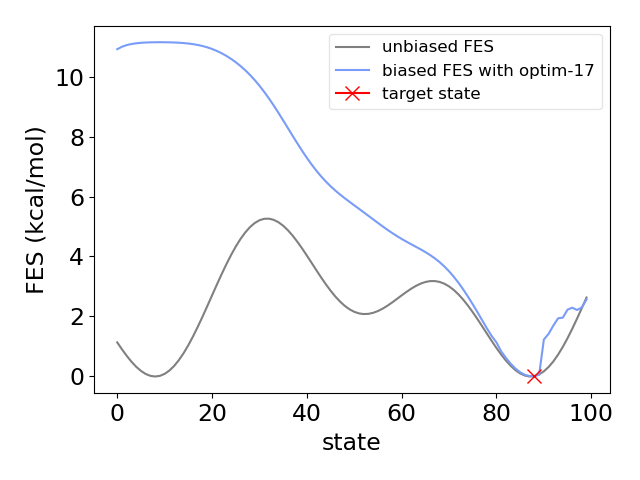 unbiased FES
biased FES with optim-17
target state
FES (kcal/mol)
10
8
6
4
2
0
0 20 40 60 80 100
state